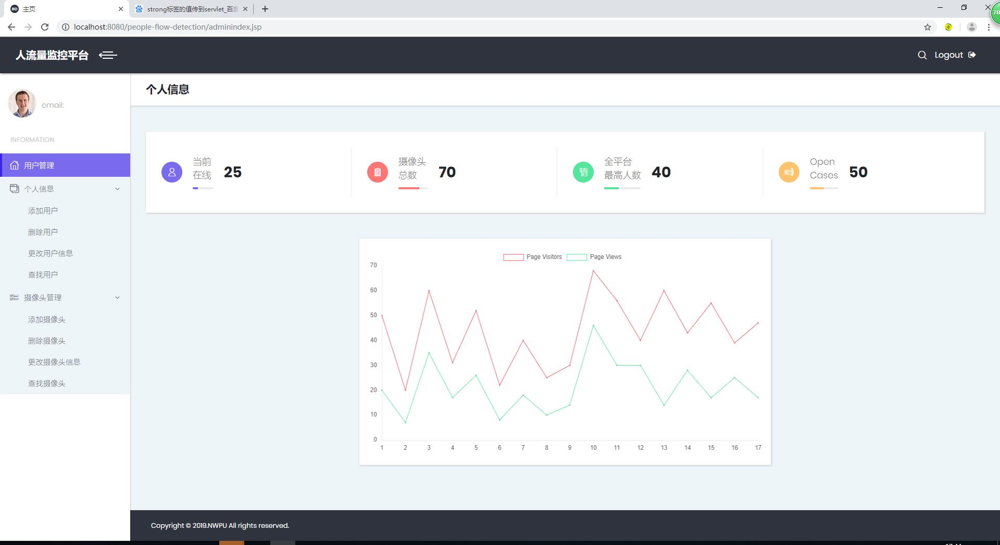 BD 主页
strong标签的值传到servlet_百度
70
localhost:8080/people-flow-detection/adminindex.jsp
人流量监控平台
Logout
个人信息
email:
INFORMATION
用户管理
个人信息
添加用户
删除用户
更改用户信息
查找用户
摄像头管理
添加摄像头
删除摄像头
更改摄像头信息
查找摄像头
当前
在线
25
摄像头
总数
70
全平台
最高人数
40
Open
Cases
50
Page Visitors Page Views
70
60
50
40
30
20
10
0
1 2 3 4 5 6 7 8 9 10 11 12 13 14 15 16 17
Copyright © 2019.NWPU All rights reserved.